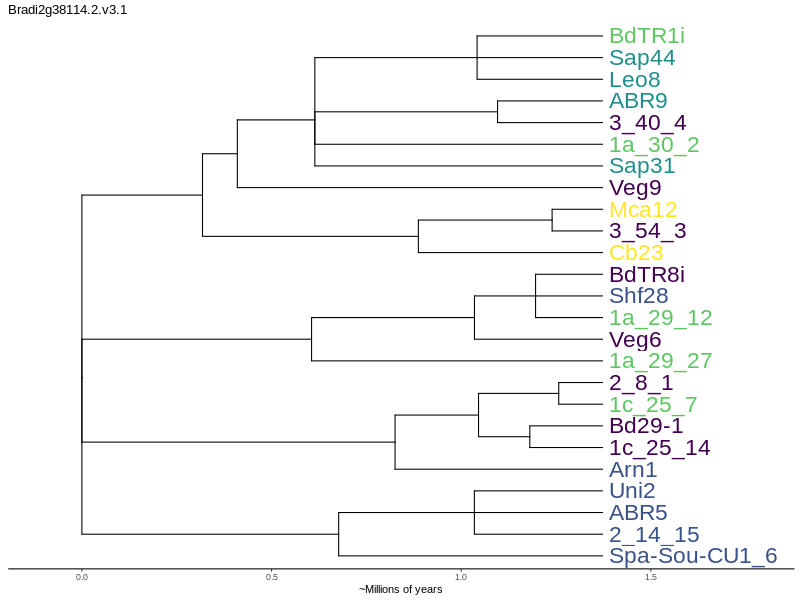 Bradi2g38114.2.v3.1
BdTR1i
Sap44
Leo8
ABR9
3_40_4
1a_30_2
Sap31
Veg9
Mca12
3_54_3
Cb23
BdTR8i
Shf28
1a_29_12
Veg6
1a_29_27
2_8_1
1c_25_7
Bd29-1
1c_25_14
Arn1
Uni2
ABR5
2_14_15
Spa-Sou-CU1_6
0.0 0.5 1.0 1.5
~Millions of years